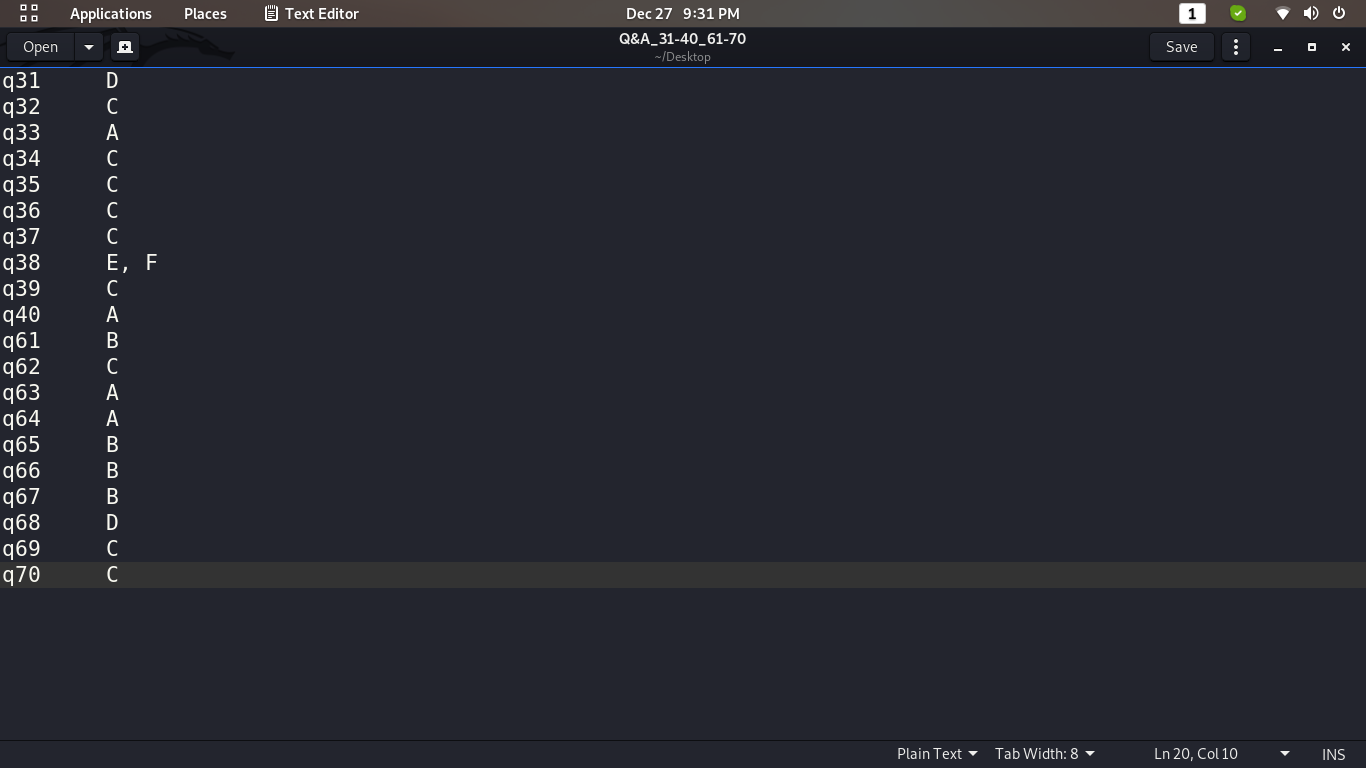 Applications Places Text Editor Dec 27 9:31 PM 1
Open Q&A_31-40_61-70 Save
~/Desktop
q31 D
q32 C
q33 A
q34 C
q35 C
q36 C
q37 C
q38 E, F
q39 C
q40 A
q61 B
q62 C
q63 A
q64 A
q65 B
q66 B
q67 B
q68 D
q69 C
q70 C
Plain Text Tab Width: 8 Ln 20, Col 10 INS